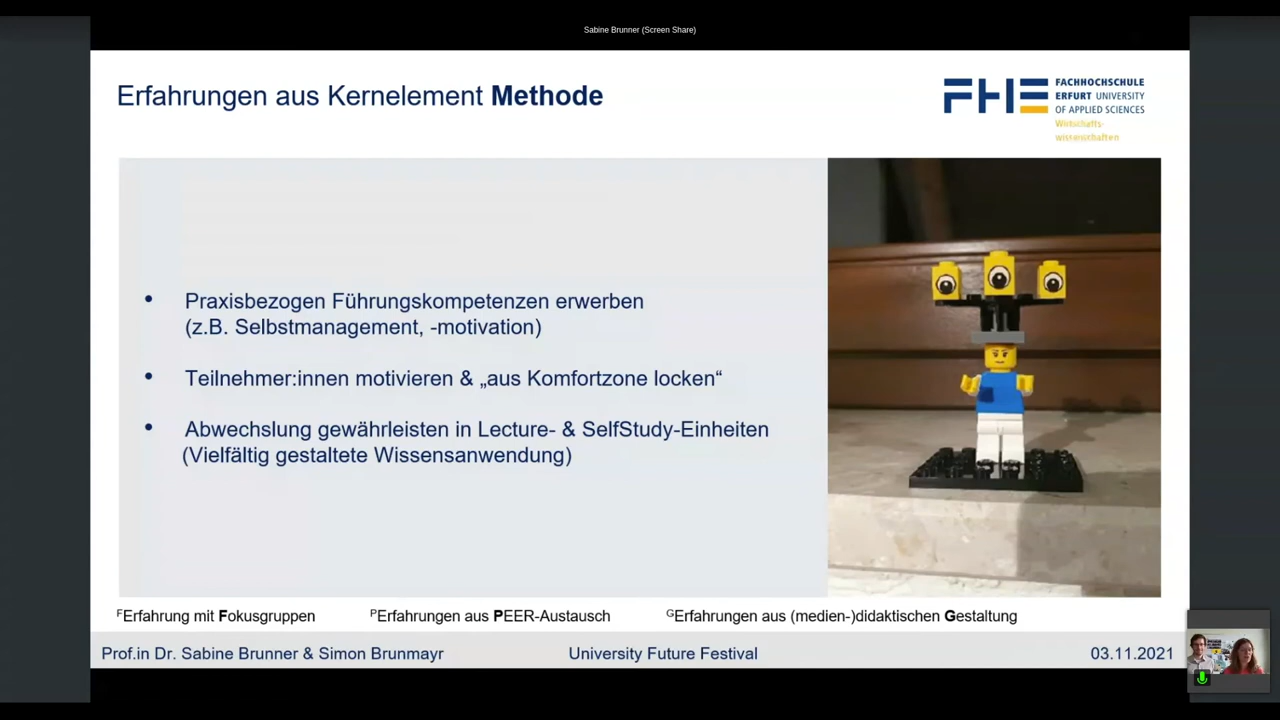 Sabine Brunner (Screen Share)
Erfahrungen aus Kernelement Methode
FHE
FACHHOCHSCHULE
ERFURT UNIVERSITY
OF APPLIED SCIENCES
Wirtschafts-
wissenschaften
• Praxisbezogen Führungskompetenzen erwerben
(z.B. Selbstmanagement, -motivation)
• Teilnehmer:innen motivieren & „aus Komfortzone locken“
• Abwechslung gewährleisten in Lecture- & SelfStudy-Einheiten
(Vielfältig gestaltete Wissensanwendung)
ᶠErfahrung mit Fokusgruppen ᴾErfahrungen aus PEER-Austausch ᴳErfahrungen aus (medien-)didaktischen Gestaltung
Prof.in Dr. Sabine Brunner & Simon Brunmayr University Future Festival 03.11.2021